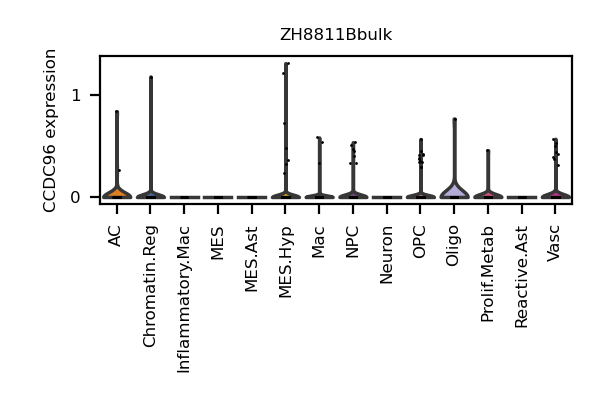 ZH8811Bbulk
CCDC96 expression
1
0
AC
Chromatin.Reg
Inflammatory.Mac
MES
MES.Ast
MES.Hyp
Mac
NPC
Neuron
OPC
Oligo
Prolif.Metab
Reactive.Ast
Vasc